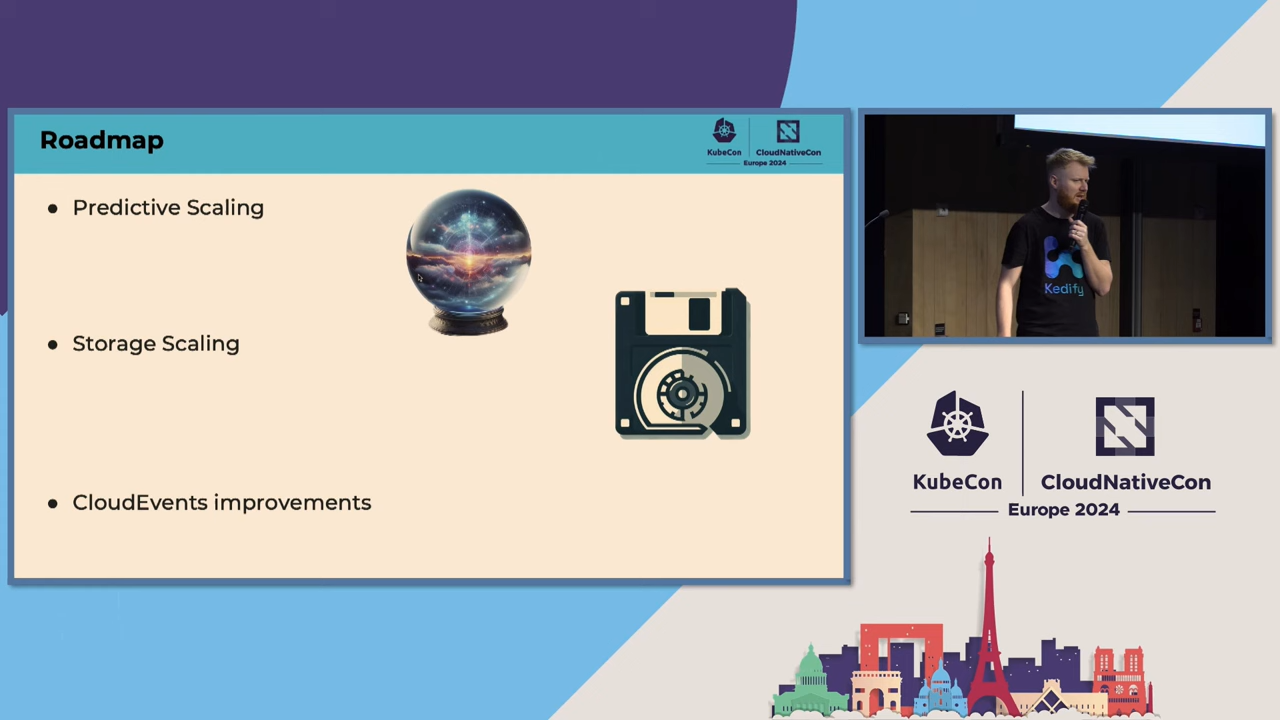 Roadmap
KubeCon
CloudNativeCon
Europe 2024
Predictive Scaling
Storage Scaling
CloudEvents improvements
Kedify
KubeCon
CloudNativeCon
Europe 2024